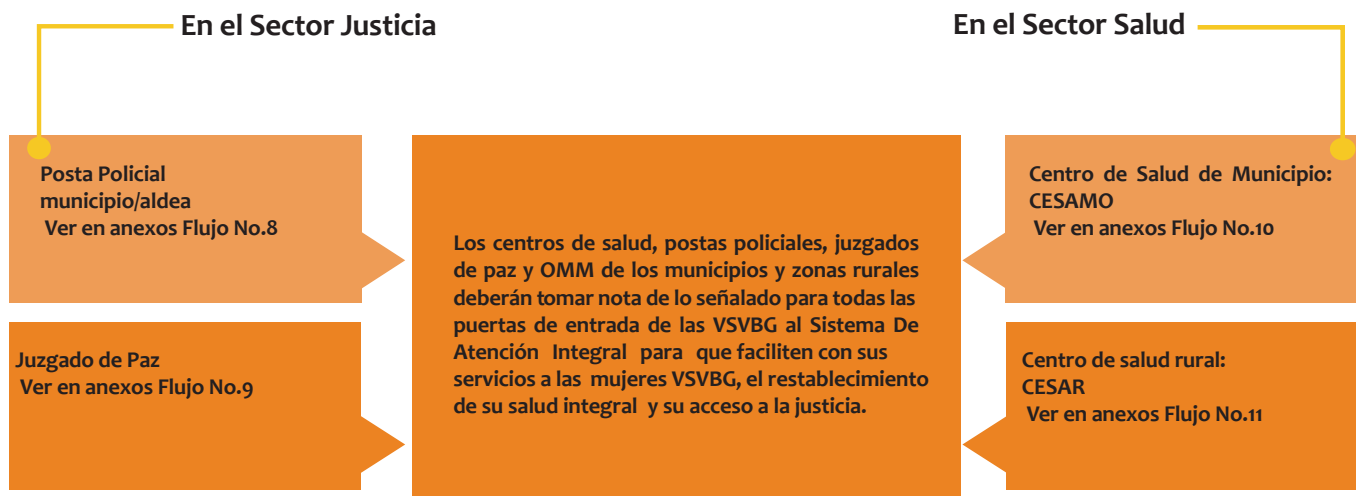 En el Sector Justicia
En el Sector Salud
Posta Policial
municipio/aldea
Ver en anexos Flujo No.8
Juzgado de Paz
Ver en anexos Flujo No.9
Los centros de salud, postas policiales, juzgados
de paz y OMM de los municipios y zonas rurales
deberán tomar nota de lo señalado para todas las
puertas de entrada de las VSVBG al Sistema De
Atención Integral para que faciliten con sus
servicios a las mujeres VSVBG, el restablecimiento
de su salud integral y su acceso a la justicia.
Centro de Salud de Municipio:
CESAMO
Ver en anexos Flujo No.10
Centro de salud rural:
CESAR
Ver en anexos Flujo No.11